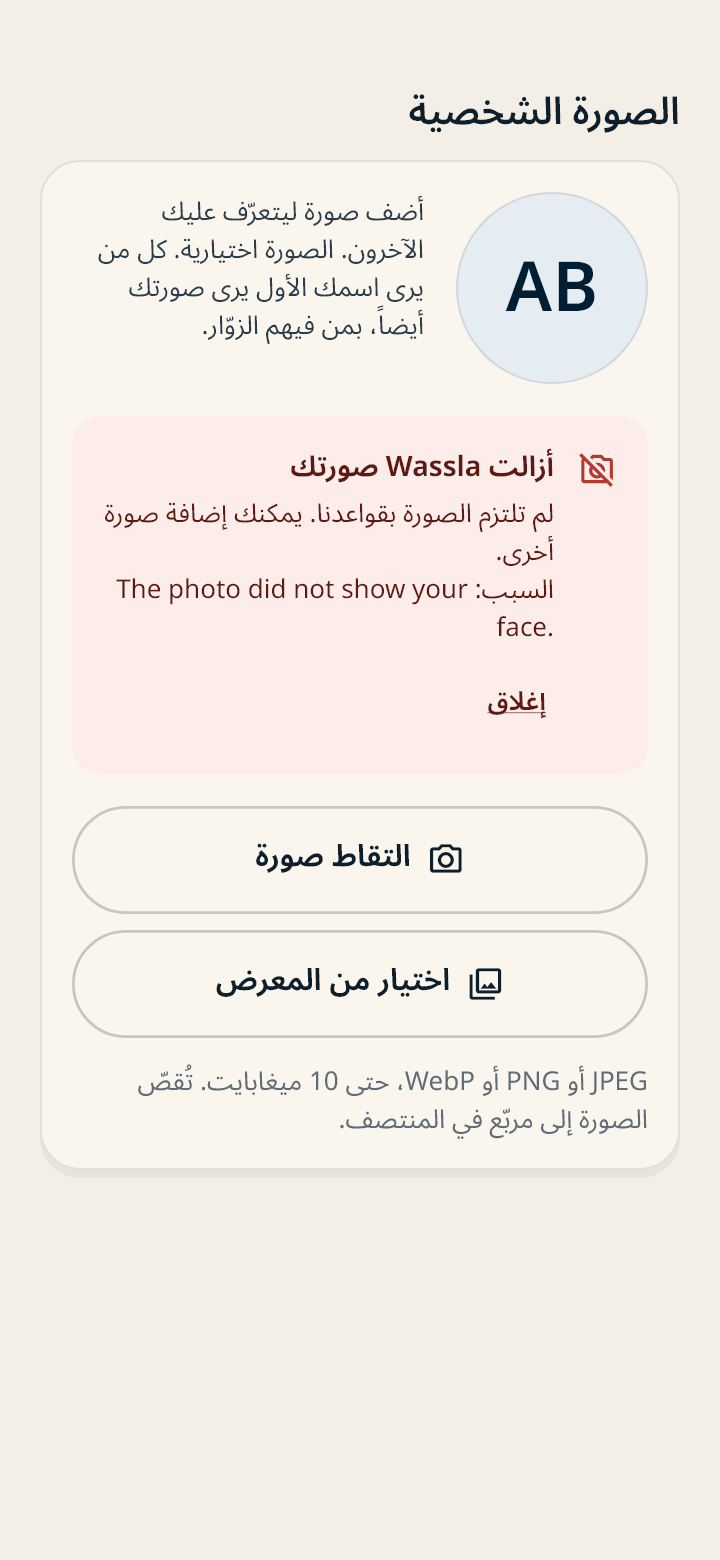 الصورة الشخصية
AB
أضف صورة ليتعرّف عليك
الآخرون. الصورة اختيارية. كل من
يرى اسمك الأول يرى صورتك
أيضاً، بمن فيهم الزوّار.
أزالت Wassla صورتك
لم تلتزم الصورة بقواعدنا. يمكنك إضافة صورة
أخرى.
السبب: The photo did not show your
face.
إغلاق
التقاط صورة
اختيار من المعرض
JPEG أو PNG أو WebP، حتى 10 ميغابايت. تُقصّ
الصورة إلى مربّع في المنتصف.